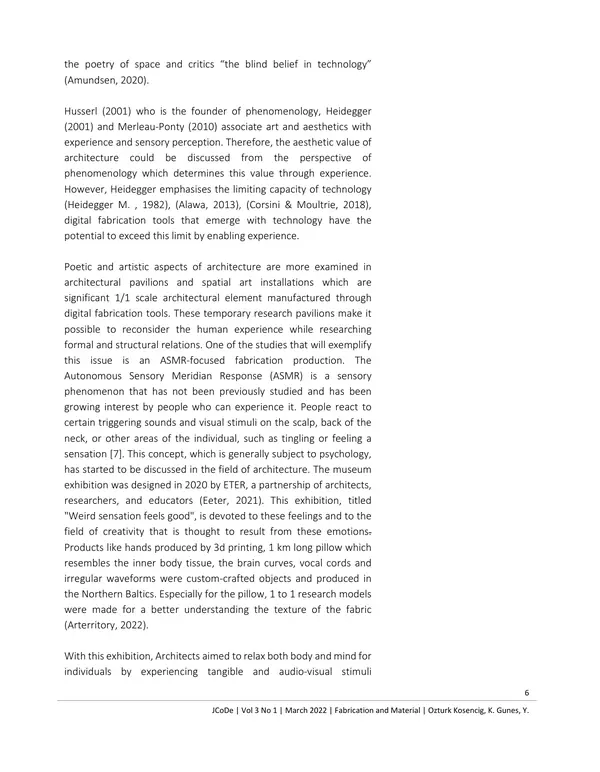 the poetry of space and critics “the blind belief in technology”
(Amundsen, 2020).
Husserl (2001) who is the founder of phenomenology, Heidegger
(2001) and Merleau-Ponty (2010) associate art and aesthetics with
experience and sensory perception. Therefore, the aesthetic value of
architecture could be discussed from the perspective of
phenomenology which determines this value through experience.
However, Heidegger emphasises the limiting capacity of technology
(Heidegger M. , 1982), (Alawa, 2013), (Corsini & Moultrie, 2018),
digital fabrication tools that emerge with technology have the
potential to exceed this limit by enabling experience.
Poetic and artistic aspects of architecture are more examined in
architectural pavilions and spatial art installations which are
significant 1/1 scale architectural element manufactured through
digital fabrication tools. These temporary research pavilions make it
possible to reconsider the human experience while researching
formal and structural relations. One of the studies that will exemplify
this issue is an ASMR-focused fabrication production. The
Autonomous Sensory Meridian Response (ASMR) is a sensory
phenomenon that has not been previously studied and has been
growing interest by people who can experience it. People react to
certain triggering sounds and visual stimuli on the scalp, back of the
neck, or other areas of the individual, such as tingling or feeling a
sensation [7]. This concept, which is generally subject to psychology,
has started to be discussed in the field of architecture. The museum
exhibition was designed in 2020 by ETER, a partnership of architects,
researchers, and educators (Eeter, 2021). This exhibition, titled
"Weird sensation feels good", is devoted to these feelings and to the
field of creativity that is thought to result from these emotions.
Products like hands produced by 3d printing, 1 km long pillow which
resembles the inner body tissue, the brain curves, vocal cords and
irregular waveforms were custom-crafted objects and produced in
the Northern Baltics. Especially for the pillow, 1 to 1 research models
were made for a better understanding the texture of the fabric
(Arterritory, 2022).
With this exhibition, Architects aimed to relax both body and mind for
individuals by experiencing tangible and audio-visual stimuli
6
JCoDe | Vol 3 No 1 | March 2022 | Fabrication and Material | Ozturk Kosencig, K. Gunes, Y.